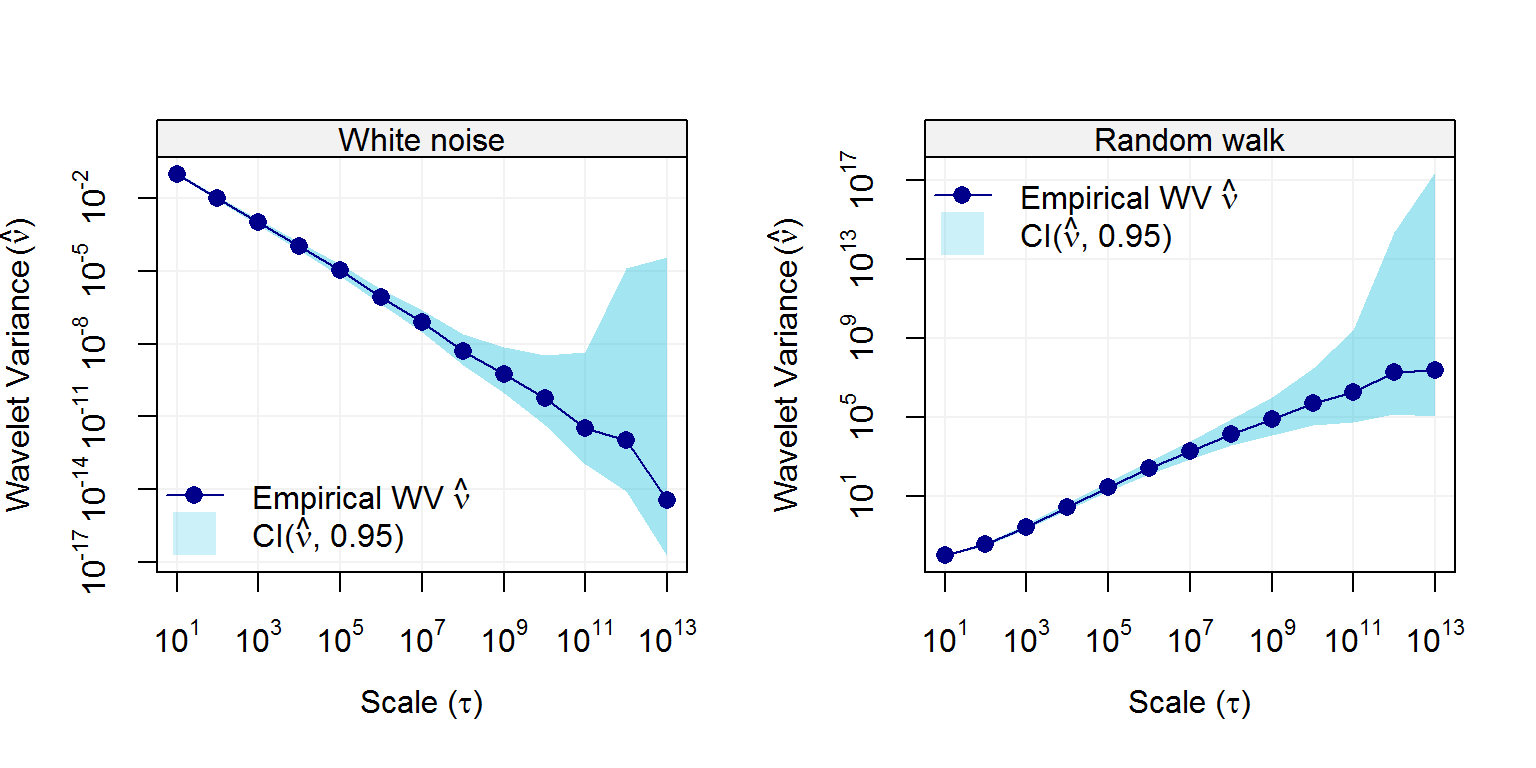 White noise
Wavelet Variance (ν̂)
10^-2
10^-5
10^-8
10^-11
10^-14
10^-17
Empirical WV ν̂
CI(ν̂, 0.95)
10^1 10^3 10^5 10^7 10^9 10^11 10^13
Scale (τ)
Random walk
Wavelet Variance (ν̂)
10^17
10^13
10^9
10^5
10^1
Empirical WV ν̂
CI(ν̂, 0.95)
10^1 10^3 10^5 10^7 10^9 10^11 10^13
Scale (τ)